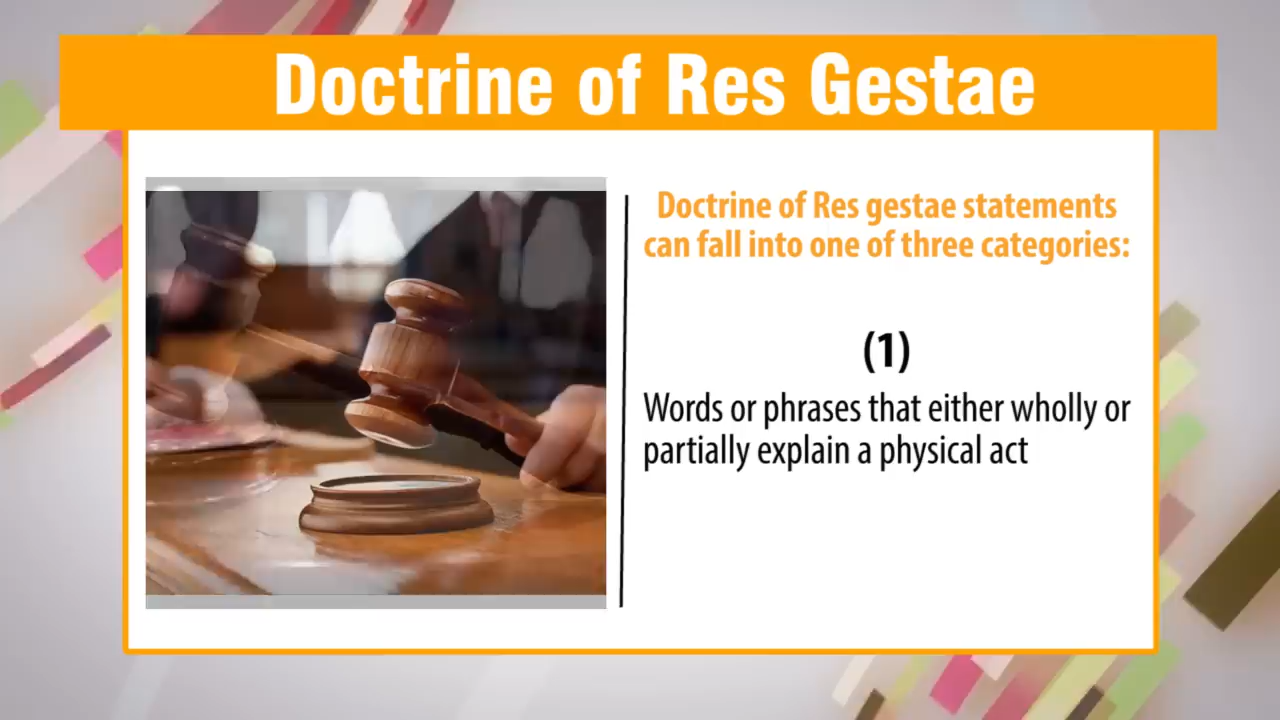 Doctrine of Res Gestae
Doctrine of Res gestae statements
can fall into one of three categories:
(1)
Words or phrases that either wholly or
partially explain a physical act